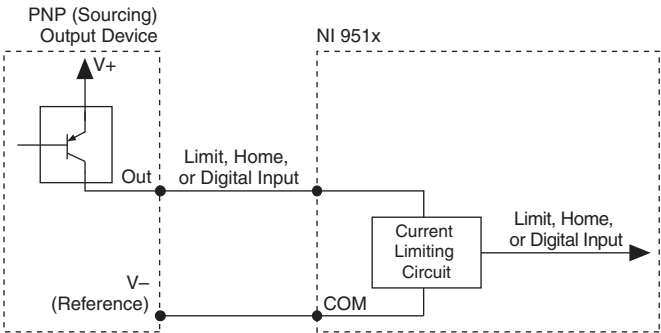 PNP (Sourcing)
Output Device
NI 951x
V+
Out
Limit, Home,
or Digital Input
Current
Limiting
Circuit
Limit, Home,
or Digital Input
V–
(Reference)
COM